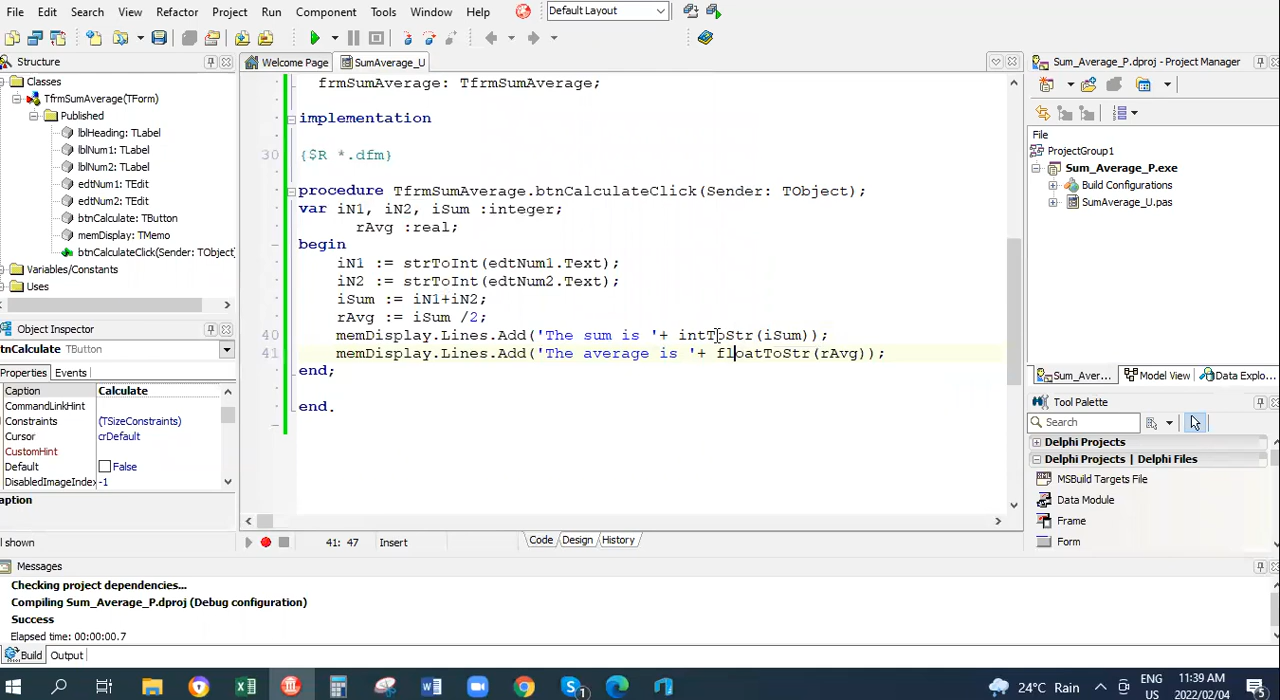 File Edit Search View Refactor Project Run Component Tools Window Help Default Layout
Structure
Welcome Page SumAverage_U
Classes
TfrmSumAverage(TForm)
Published
lblHeading: TLabel
lblNum1: TLabel
lblNum2: TLabel
edtNum1: TEdit
edtNum2: TEdit
btnCalculate: TButton
memDisplay: TMemo
btnCalculateClick(Sender: TObject)
Variables/Constants
Uses
Object Inspector
tnCalculate TButton
Properties Events
Caption Calculate
CommandLinkHint
Constraints (TSizeConstraints)
Cursor crDefault
CustomHint
Default False
DisabledImageIndex -1
aption
l shown
frmSumAverage: TfrmSumAverage;
implementation
30 {$R *.dfm}
procedure TfrmSumAverage.btnCalculateClick(Sender: TObject);
var iN1, iN2, iSum :integer;
rAvg :real;
begin
iN1 := strToInt(edtNum1.Text);
iN2 := strToInt(edtNum2.Text);
iSum := iN1+iN2;
rAvg := iSum /2;
40 memDisplay.Lines.Add('The sum is '+ intToStr(iSum));
41 memDisplay.Lines.Add('The average is '+ floatToStr(rAvg));
end;
end.
41: 47 Insert Code Design History
Sum_Average_P.dproj - Project Manager
File
ProjectGroup1
Sum_Average_P.exe
Build Configurations
SumAverage_U.pas
Sum_Aver... Model View Data Explo...
Tool Palette
Search
Delphi Projects
Delphi Projects | Delphi Files
MSBuild Targets File
Data Module
Frame
Form
Messages
Checking project dependencies...
Compiling Sum_Average_P.dproj (Debug configuration)
Success
Elapsed time: 00:00:00.7
Build Output
24°C Rain ENG US 11:39 AM 2022/02/04 5